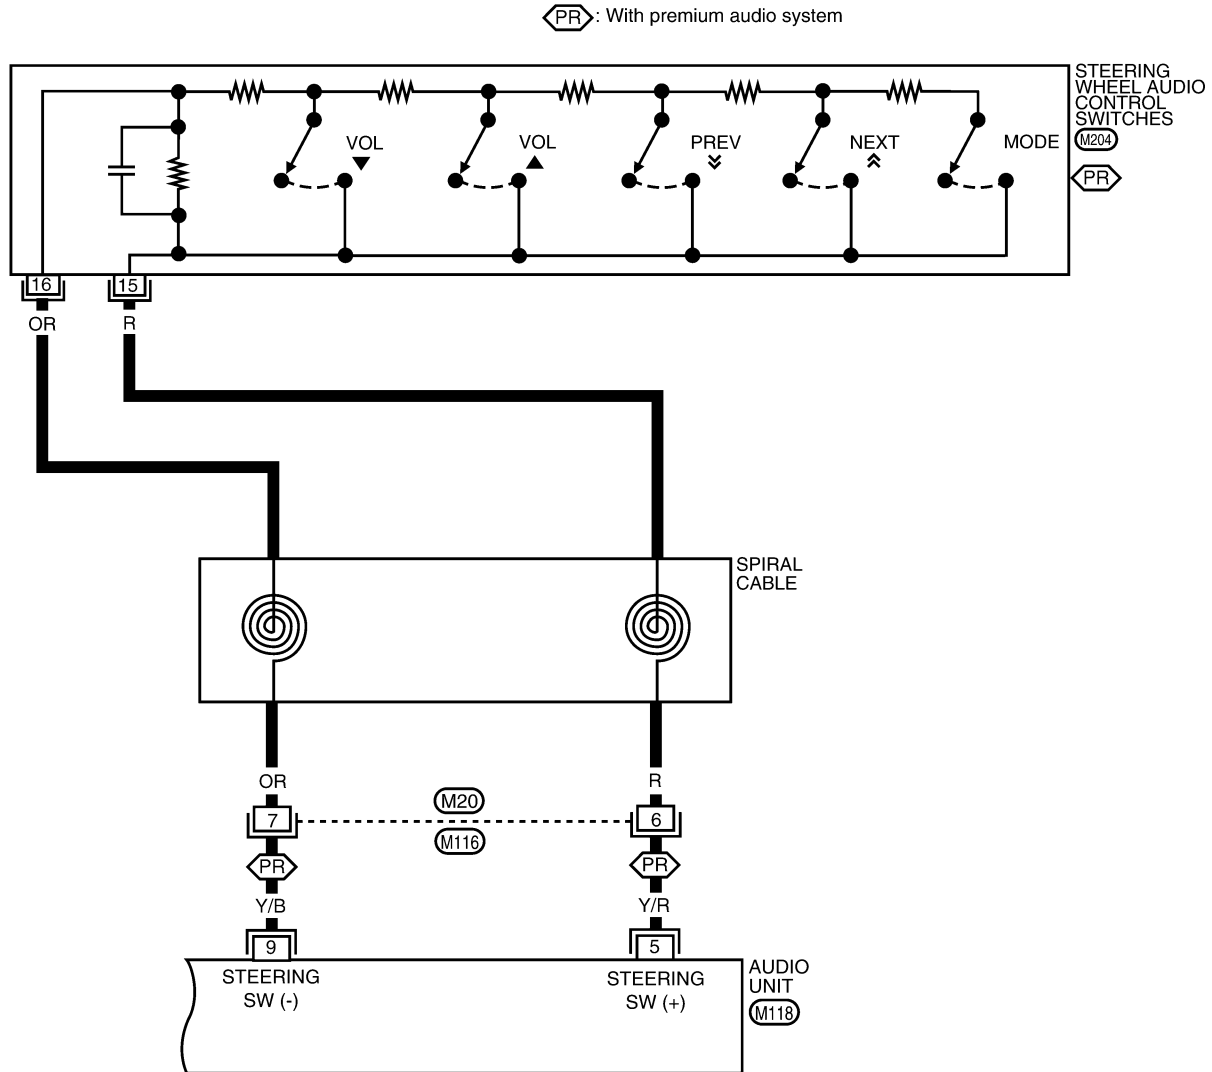 PR : With premium audio system
STEERING
WHEEL AUDIO
CONTROL
SWITCHES
M204
PR
VOL
VOL
PREV
NEXT
MODE
16
15
OR
R
SPIRAL
CABLE
OR
R
M20
7
6
M116
PR
PR
Y/B
Y/R
9
5
STEERING
SW (-)
STEERING
SW (+)
AUDIO
UNIT
M118